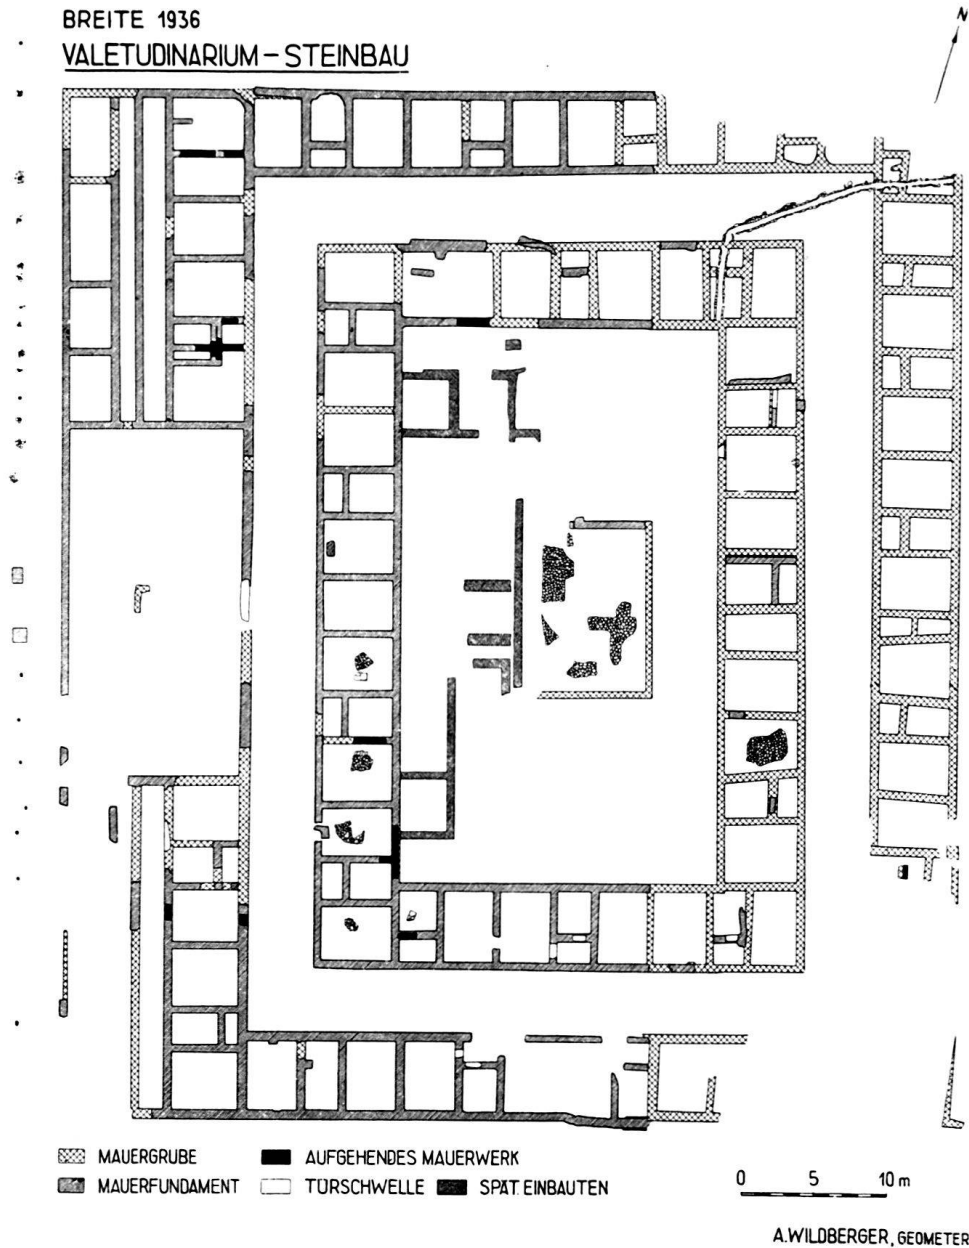 BREITE 1936
VALETUDINARIUM – STEINBAU
N
MAUERGRUBE
AUFGEHENDES MAUERWERK
MAUERFUNDAMENT
TÜRSCHWELLE
SPÄT. EINBAUTEN
0 5 10 m
A. WILDBERGER, GEOMETER